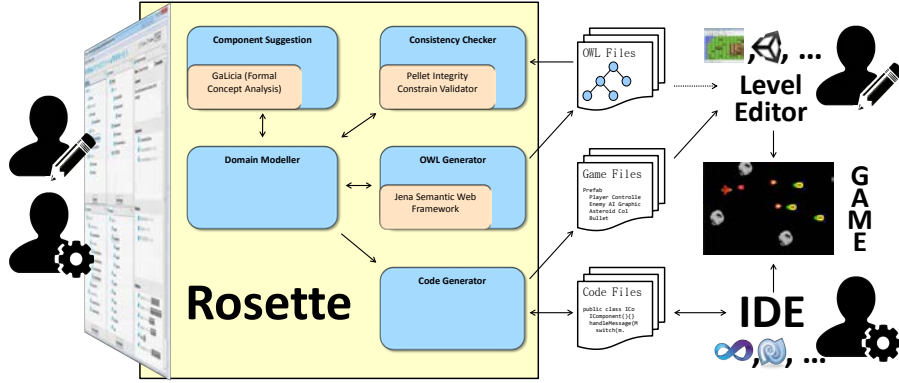 Component Suggestion
GaLicia (Formal
Concept Analysis)
Consistency Checker
Pellet Integrity
Constrain Validator
Domain Modeller
OWL Generator
Jena Semantic Web
Framework
Code Generator
Rosette
OWL Files
Game Files
Prefab
Player Controlle
Enemy AI Graphic
Asteroid Col
Bullet
Code Files
public class ICo
IComponent(){}
handleMessage(M
switch(m.
, , ...
Level
Editor
GAME
IDE
, , ...